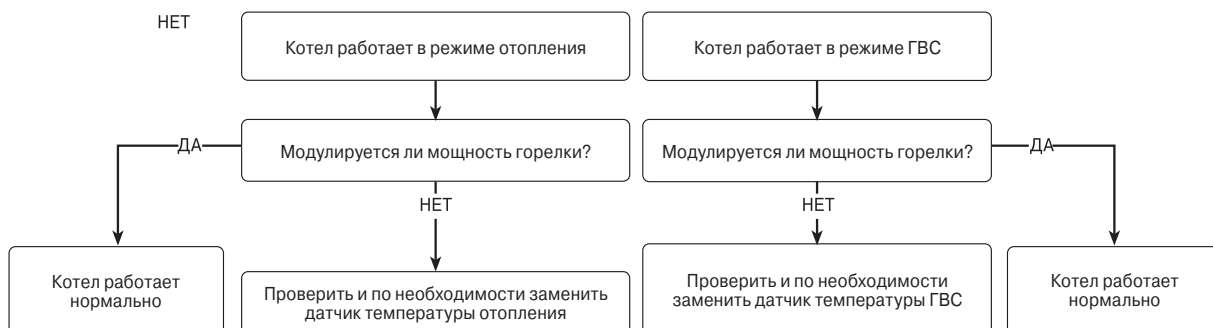 НЕТ
Котел работает в режиме отопления
Котел работает в режиме ГВС
ДА
Модулируется ли мощность горелки?
Модулируется ли мощность горелки?
ДА
НЕТ
НЕТ
Котел работает
нормально
Проверить и по необходимости заменить
датчик температуры отопления
Проверить и по необходимости
заменить датчик температуры ГВС
Котел работает
нормально